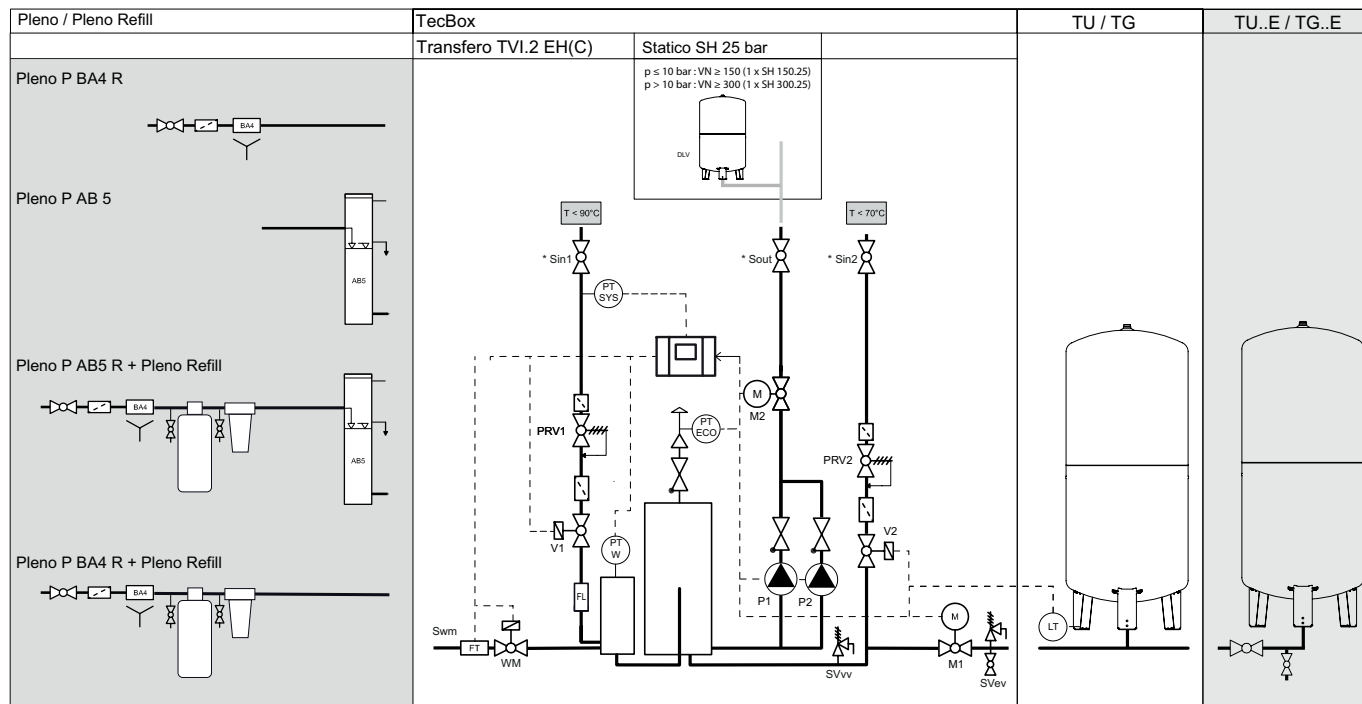 Pleno / Pleno Refill
TecBox
TU / TG
TU..E / TG..E
Transfero TVI.2 EH(C)
Statico SH 25 bar
p ≤ 10 bar : VN ≥ 150 (1 x SH 150.25)
p > 10 bar : VN ≥ 300 (1 x SH 300.25)
DLV
Pleno P BA4 R
BA4
Pleno P AB 5
AB5
Pleno P AB5 R + Pleno Refill
BA4
AB5
Pleno P BA4 R + Pleno Refill
BA4
T < 90°C
T < 70°C
* Sin1
* Sout
* Sin2
PT
SYS
M
M2
PRV1
PT
ECO
PRV2
V1
PT
W
V2
FL
P1
P2
Swm
FT
WM
SVvv
M
M1
SVev
LT